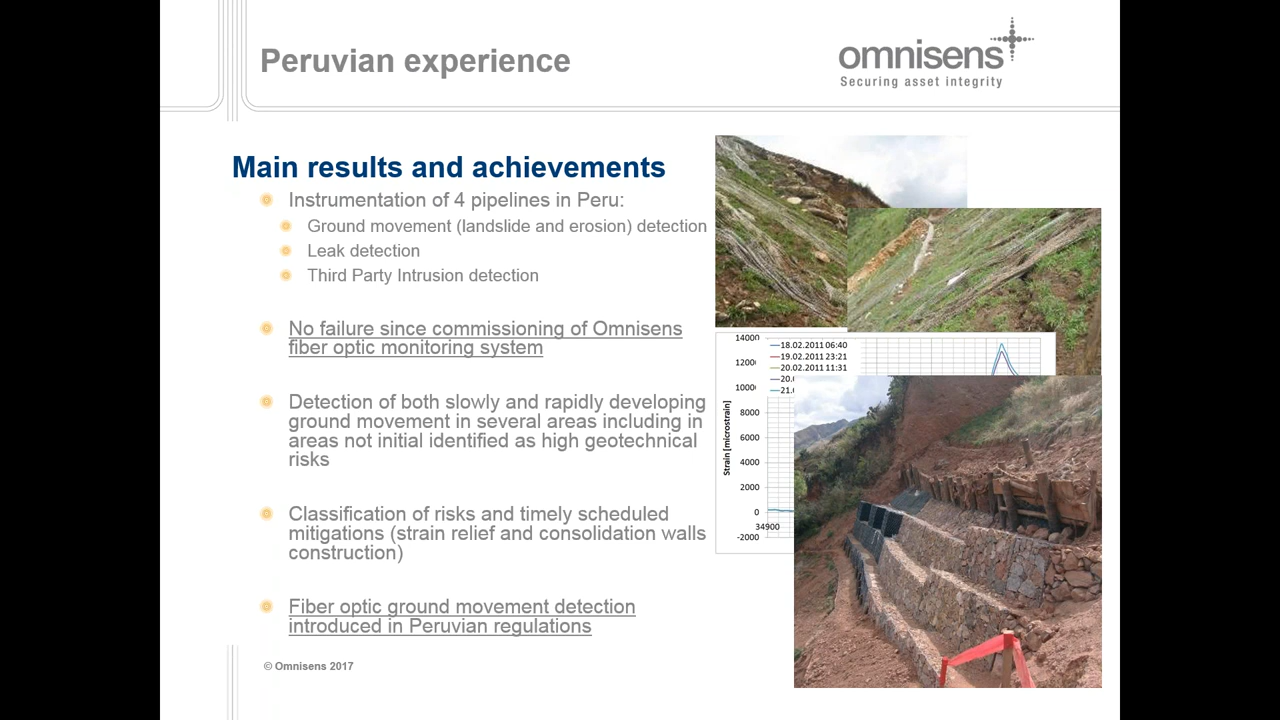 Peruvian experience
omnisens
Securing asset integrity
Main results and achievements
Instrumentation of 4 pipelines in Peru:
Ground movement (landslide and erosion) detection
Leak detection
Third Party Intrusion detection
No failure since commissioning of Omnisens
fiber optic monitoring system
Detection of both slowly and rapidly developing
ground movement in several areas including in
areas not initial identified as high geotechnical
risks
Classification of risks and timely scheduled
mitigations (strain relief and consolidation walls
construction)
Fiber optic ground movement detection
introduced in Peruvian regulations
© Omnisens 2017
14000
1200
1000
8000
6000
4000
2000
0
-2000
Strain [microstrain]
34900
18.02.2011 06:40
19.02.2011 23:21
20.02.2011 11:31
20.
21.